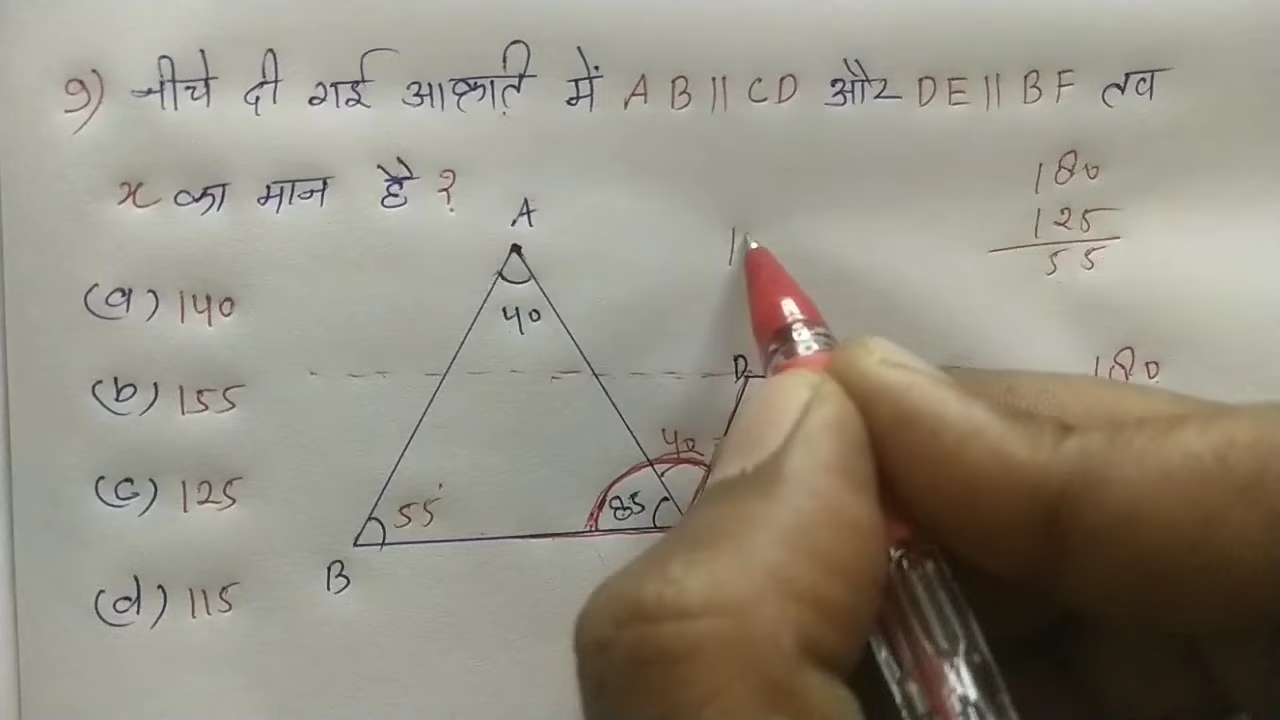 9) नीचे दी गई आकृति में AB||CD और DE||BF तब
x का मान है ?
180
125
55
A
(a) 140
40
1
D
180
(b) 155
40
(c) 125
55°
85
B
(d) 115